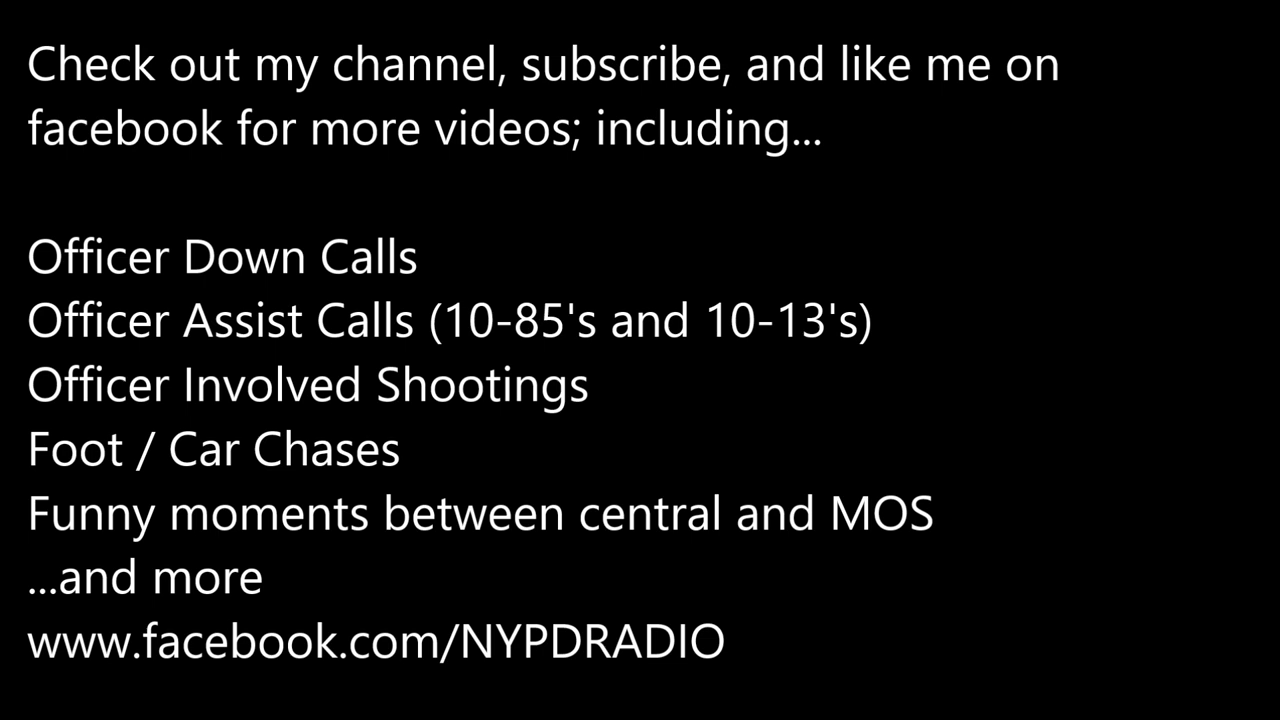 Check out my channel, subscribe, and like me on
facebook for more videos; including...
Officer Down Calls
Officer Assist Calls (10-85's and 10-13's)
Officer Involved Shootings
Foot / Car Chases
Funny moments between central and MOS
...and more
www.facebook.com/NYPDRADIO